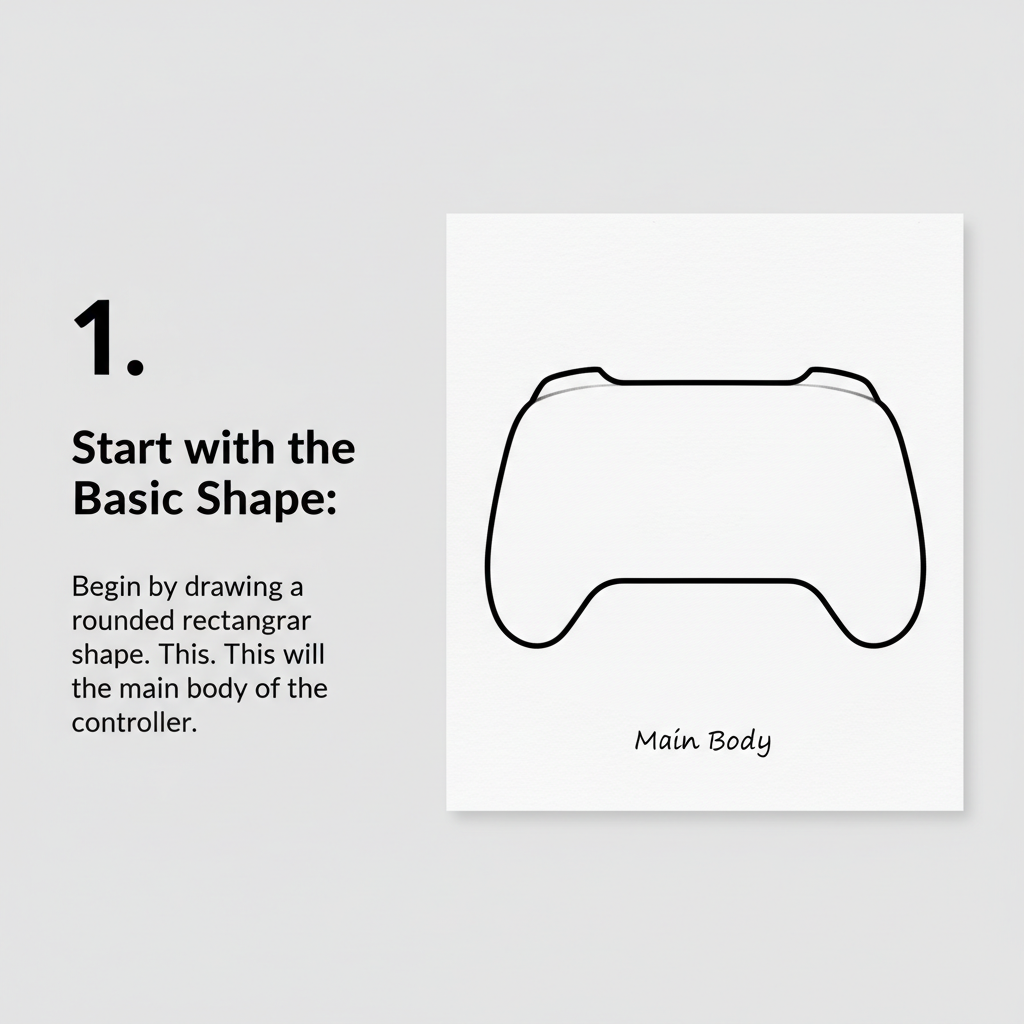 1.
Start with the
Basic Shape:
Begin by drawing a
rounded rectangrar
shape. This. This will
the main body of the
controller.
Main Body